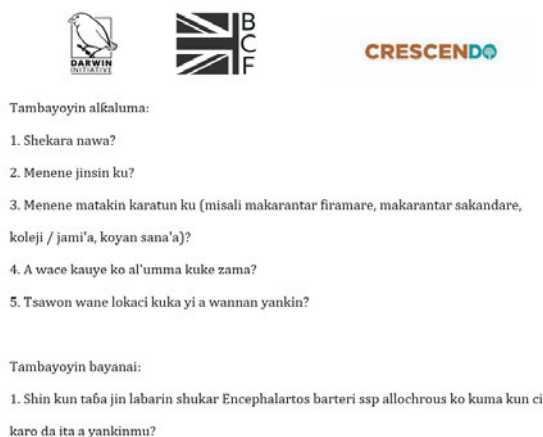 DARWIN
INITIATIVE
B
C
F
CRESCENDO
Tambayoyin alƙaluma:
1. Shekara nawa?
2. Menene jinsin ku?
3. Menene matakin karatun ku (misali makarantar firamare, makarantar sakandare,
koleji / jami'a, koyan sana'a)?
4. A wace kauye ko al'umma kuke zama?
5. Tsawon wane lokaci kuka yi a wannan yankin?
Tambayoyin bayanai:
1. Shin kun taɓa jin labarin shukar Encephalartos barteri ssp allochrous ko kuma kun ci
karo da ita a yankinmu?